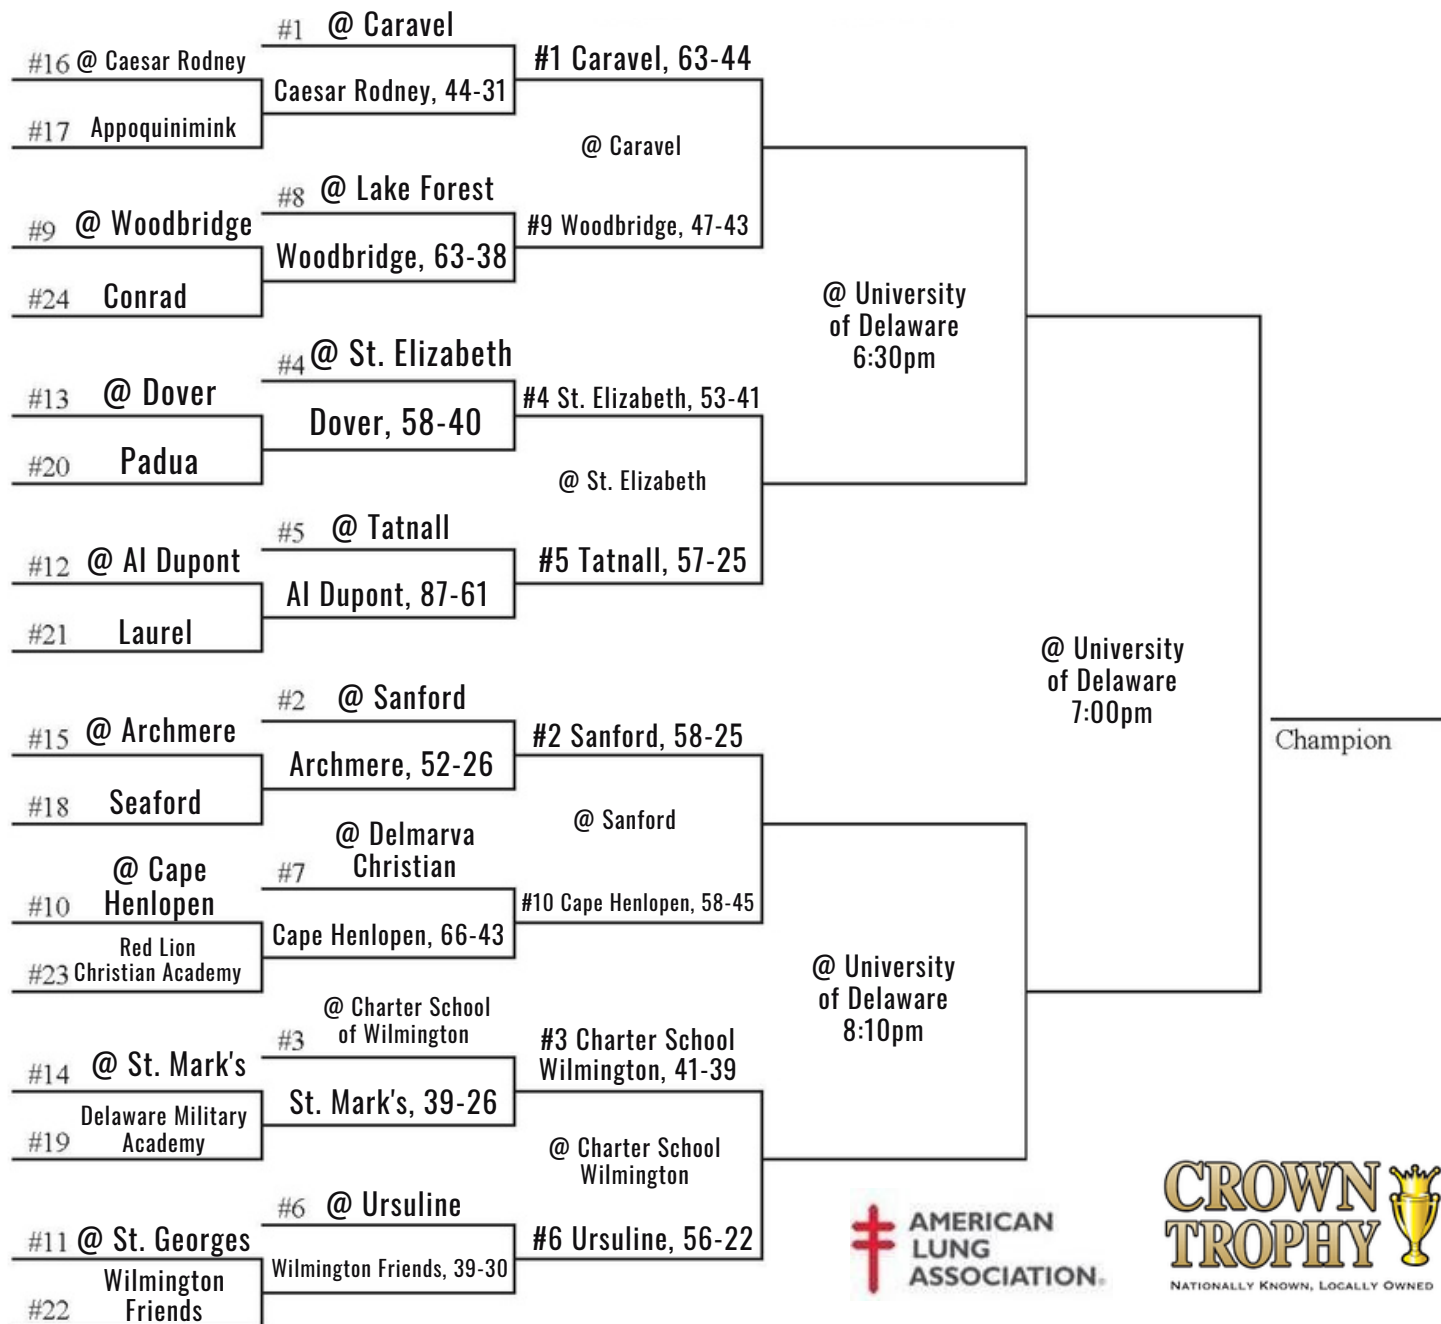 #1 @ Caravel
#16 @ Caesar Rodney
#1 Caravel, 63-44
Caesar Rodney, 44-31
#17 Appoquinimink
@ Caravel
#8 @ Lake Forest
#9 @ Woodbridge
#9 Woodbridge, 47-43
Woodbridge, 63-38
#24 Conrad
@ University
of Delaware
6:30pm
#4 @ St. Elizabeth
#13 @ Dover
#4 St. Elizabeth, 53-41
Dover, 58-40
#20 Padua
@ St. Elizabeth
#5 @ Tatnall
#12 @ AI Dupont
#5 Tatnall, 57-25
AI Dupont, 87-61
#21 Laurel
@ University
of Delaware
7:00pm
Champion
#2 @ Sanford
#15 @ Archmere
#2 Sanford, 58-25
Archmere, 52-26
#18 Seaford
@ Sanford
#7 @ Delmarva
Christian
#10 @ Cape
Henlopen
#10 Cape Henlopen, 58-45
Cape Henlopen, 66-43
#23 Red Lion
Christian Academy
@ University
of Delaware
8:10pm
#3 @ Charter School
of Wilmington
#14 @ St. Mark's
#3 Charter School
Wilmington, 41-39
St. Mark's, 39-26
#19 Delaware Military
Academy
@ Charter School
Wilmington
#6 @ Ursuline
#11 @ St. Georges
#6 Ursuline, 56-22
Wilmington Friends, 39-30
#22 Wilmington
Friends
AMERICAN
LUNG
ASSOCIATION®
CROWN
TROPHY
NATIONALLY KNOWN, LOCALLY OWNED